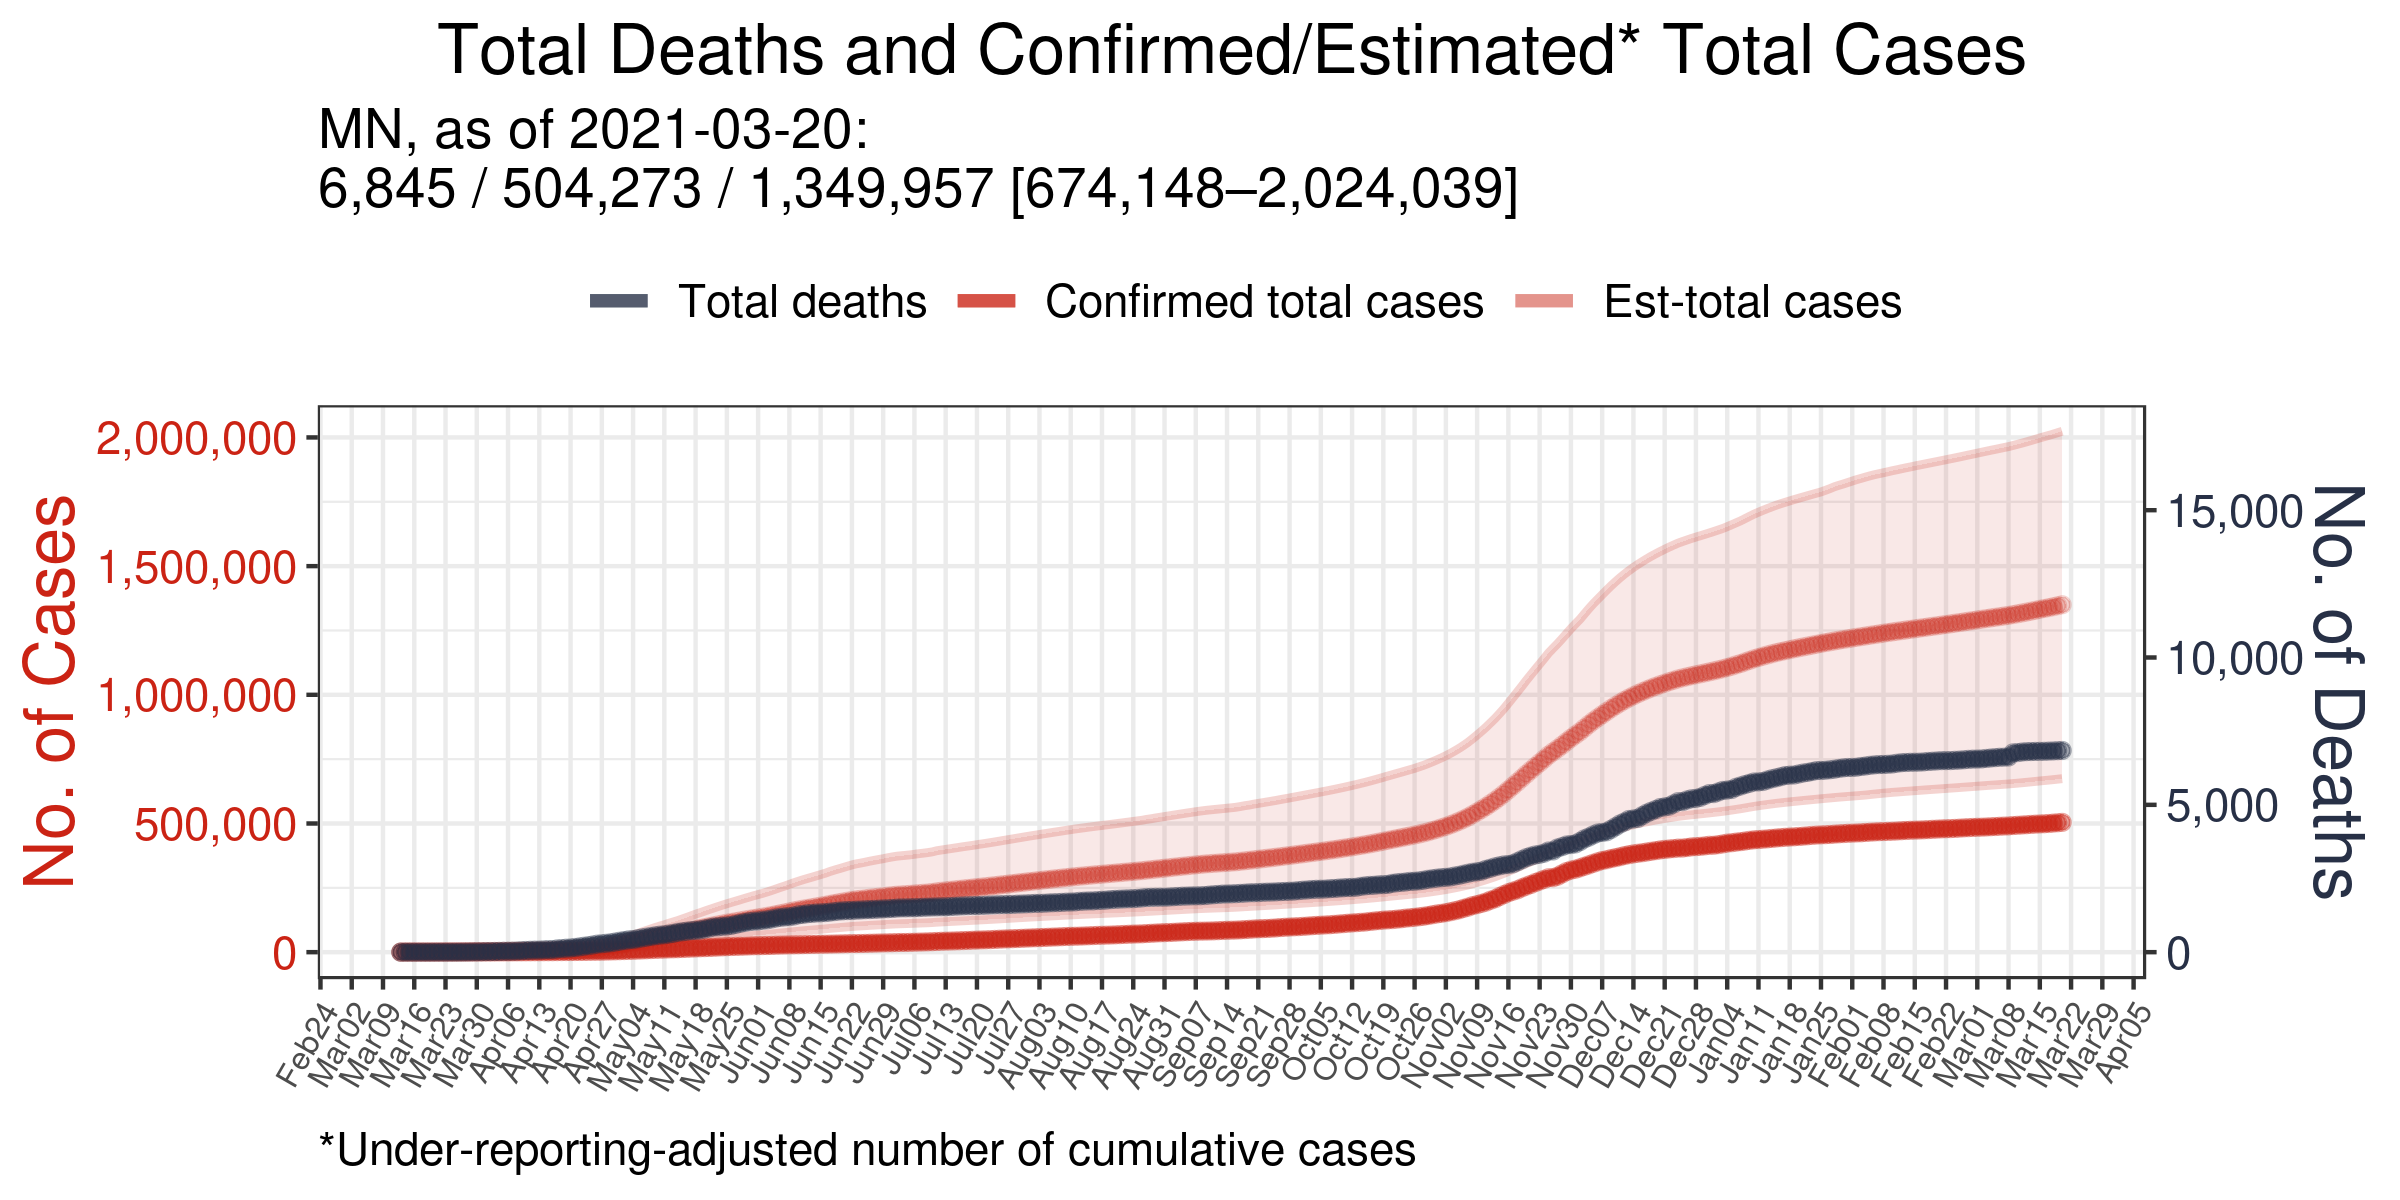 Total Deaths and Confirmed/Estimated* Total Cases
MN, as of 2021-03-20:
6,845 / 504,273 / 1,349,957 [674,148–2,024,039]
Total deaths
Confirmed total cases
Est-total cases
No. of Cases
2,000,000
1,500,000
1,000,000
500,000
0
15,000
10,000
5,000
0
No. of Deaths
Feb24
Mar02
Mar09
Mar16
Mar23
Mar30
Apr06
Apr13
Apr20
Apr27
May04
May11
May18
May25
Jun01
Jun08
Jun15
Jun22
Jun29
Jul06
Jul13
Jul20
Jul27
Aug03
Aug10
Aug17
Aug24
Aug31
Sep07
Sep14
Sep21
Sep28
Oct05
Oct12
Oct19
Oct26
Nov02
Nov09
Nov16
Nov23
Nov30
Dec07
Dec14
Dec21
Dec28
Jan04
Jan11
Jan18
Jan25
Feb01
Feb08
Feb15
Feb22
Mar01
Mar08
Mar15
Mar22
Mar29
Apr05
*Under-reporting-adjusted number of cumulative cases